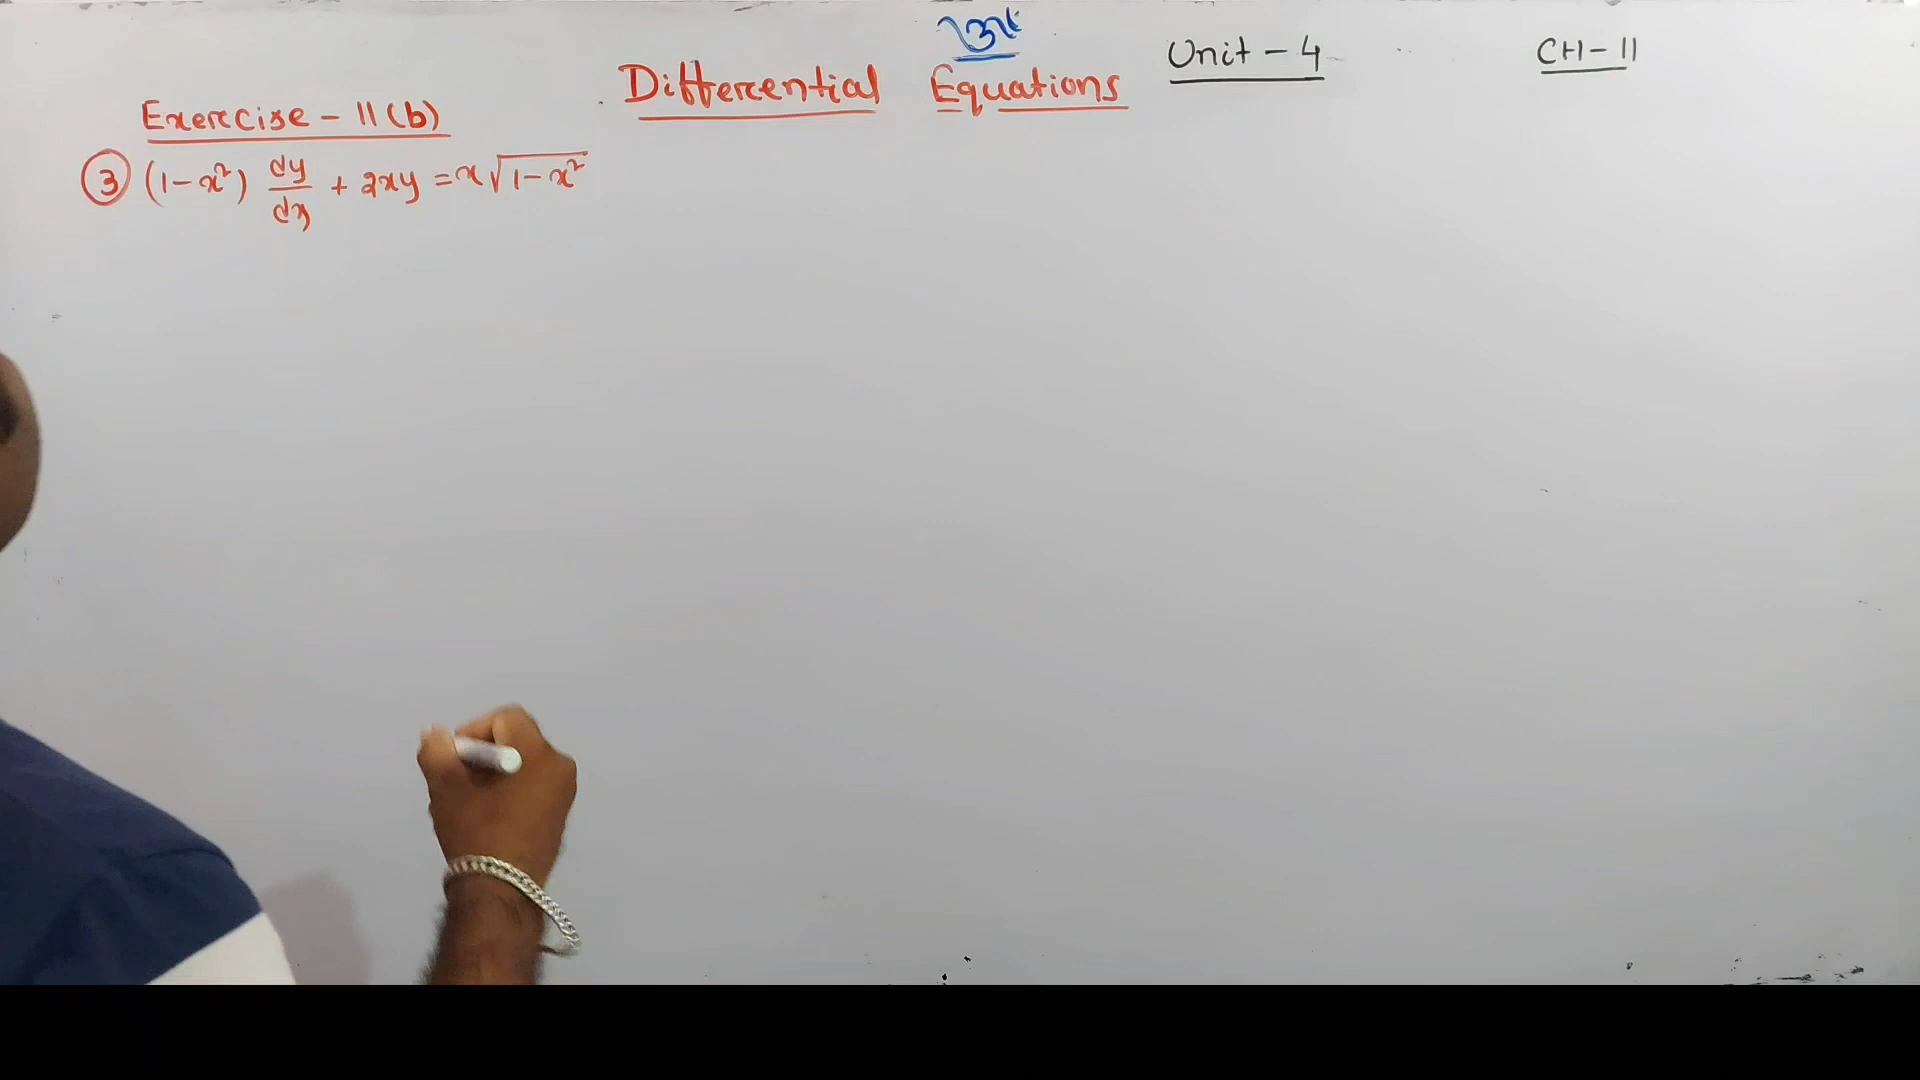 Unit - 4
CH - 11
Differential Equations
Exercise - 11(b)
③ (1-x²) dy/dx + 2xy = x√1-x²